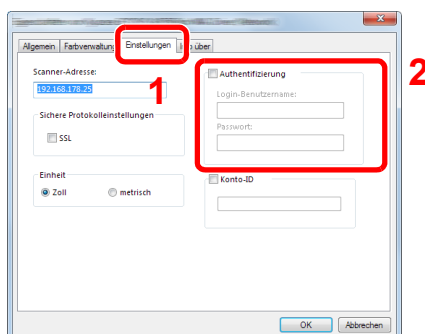 Allgemein Farbverwaltung Einstellungen über
1
2
Scanner-Adresse:
192.168.178.25
Sichere Protokolleinstellungen
SSL
Einheit
Zoll metrisch
Authentifizierung
Login-Benutzername:
Passwort:
Konto-ID
OK Abbrechen